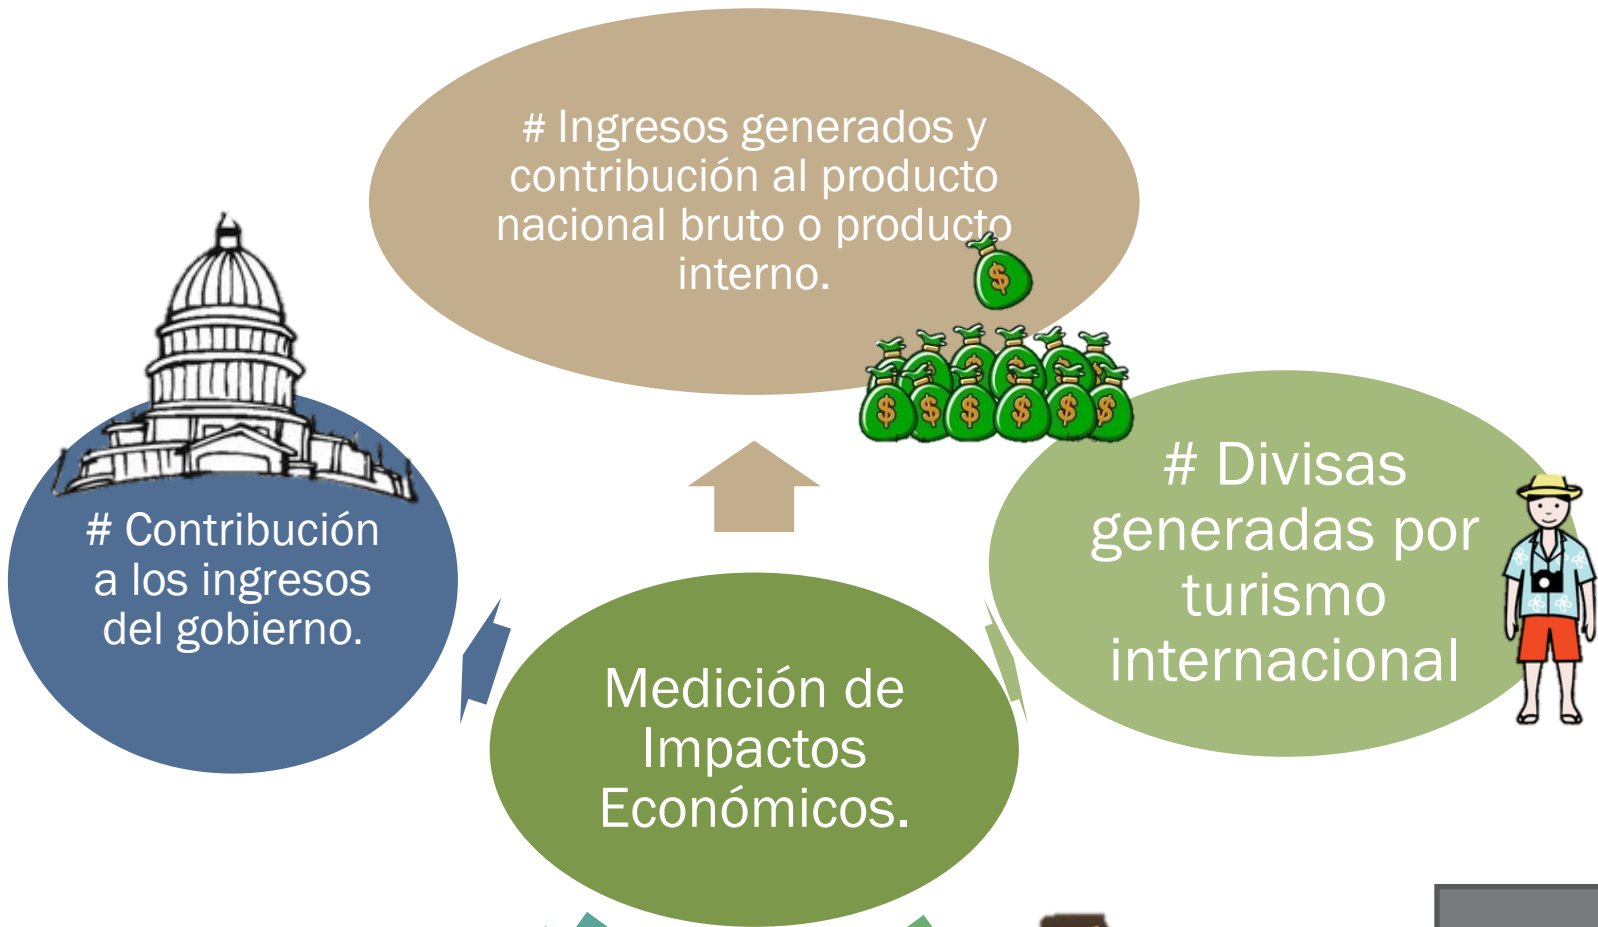 # Ingresos generados y
contribución al producto
nacional bruto o producto
interno.
# Contribución
a los ingresos
del gobierno.
# Divisas
generadas por
turismo
internacional
Medición de
Impactos
Económicos.
$
$
$
$
$
$
$
$
$
$